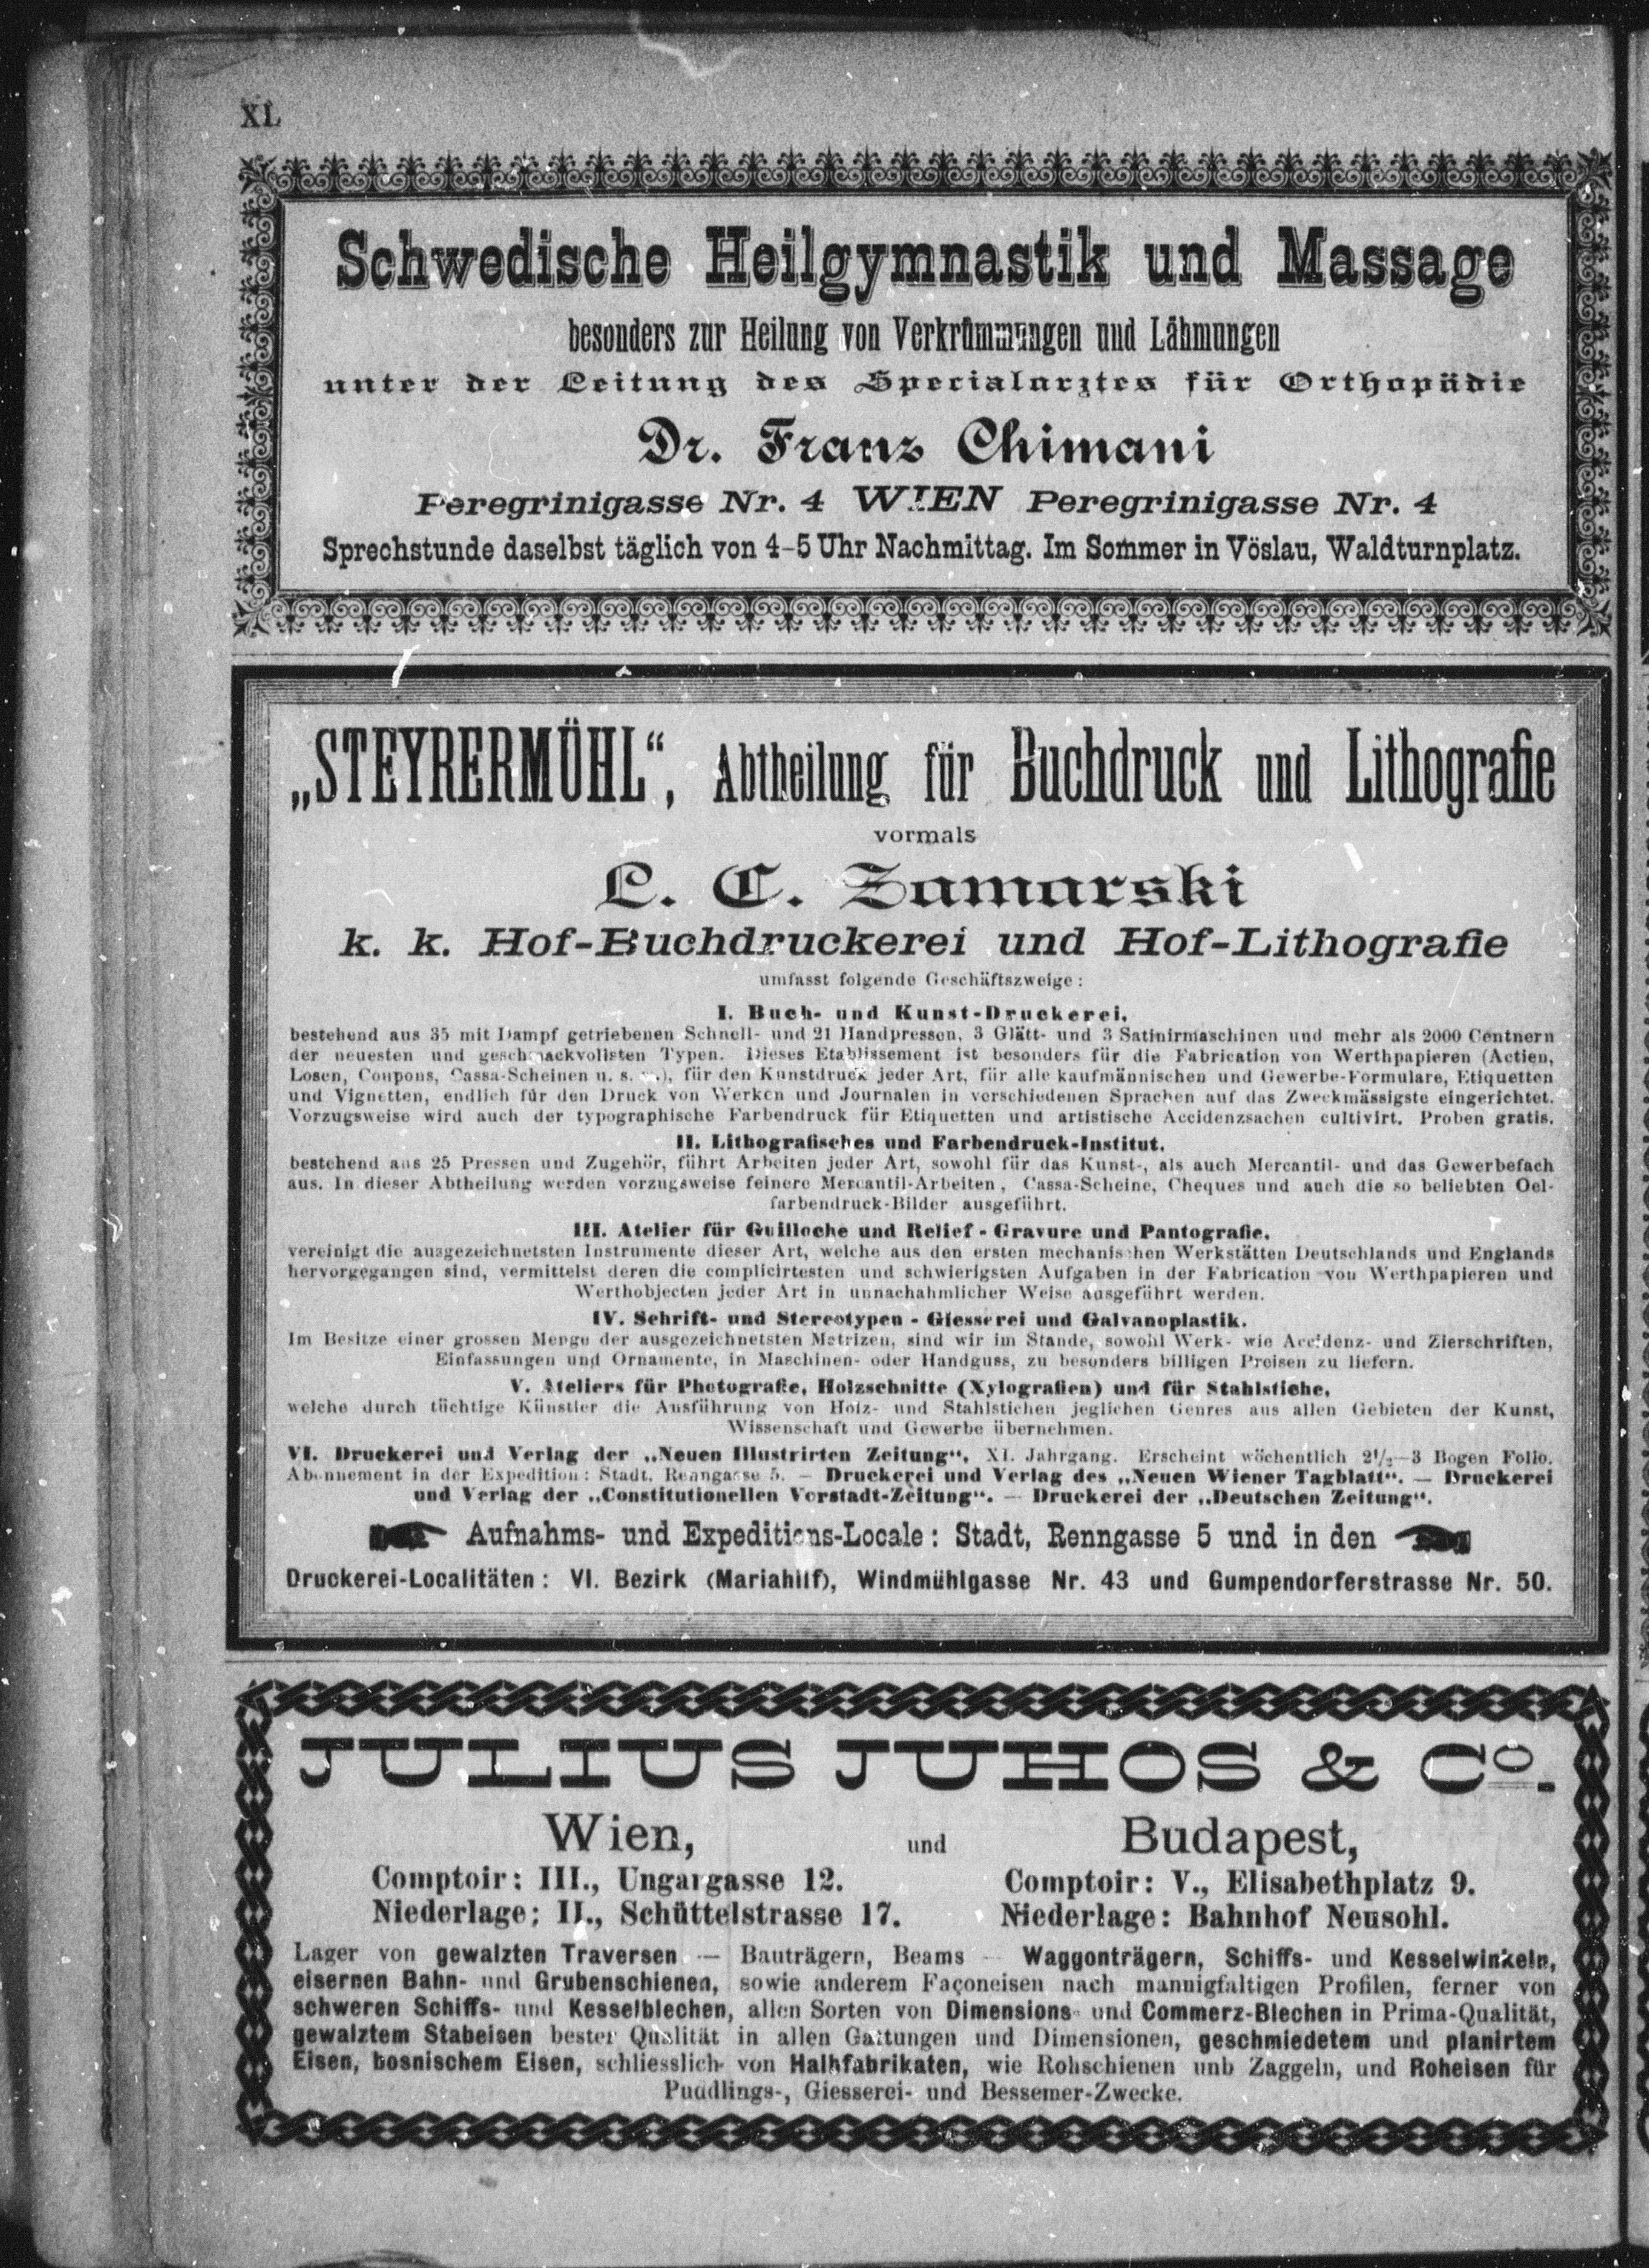 XL
Schwedische Heilgymnastik und Massage
besonders zur Heilung von Verkrümmungen und Lähmungen
unter der Leitung des Specialarztes für Orthopädie
Dr. Franz Chimani
Peregrinigasse Nr. 4 WIEN Peregrinigasse Nr. 4
Sprechstunde daselbst täglich von 4–5 Uhr Nachmittag. Im Sommer in Vöslau, Waldturnplatz.
„STEYRERMÜHL“, Abtheilung für Buchdruck und Lithografie
vormals
L. C. Zamarski
k. k. Hof-Buchdruckerei und Hof-Lithografie
umfasst folgende Geschäftszweige:
I. Buch- und Kunst-Druckerei,
bestehend aus 35 mit Dampf getriebenen Schnell- und 21 Handpressen, 3 Glätt- und 3 Satinirmaschinen und mehr als 2000 Centnern
der neuesten und geschmackvollsten Typen. Dieses Etablissement ist besonders für die Fabrication von Werthpapieren (Actien,
Losen, Coupons, Cassa-Scheinen u. s. w.), für den Kunstdruck jeder Art, für alle kaufmännischen und Gewerbe-Formulare, Etiquetten
und Vignetten, endlich für den Druck von Werken und Journalen in verschiedenen Sprachen auf das Zweckmässigste eingerichtet.
Vorzugsweise wird auch der typographische Farbendruck für Etiquetten und artistische Accidenzsachen cultivirt. Proben gratis.
II. Lithografisches und Farbendruck-Institut,
bestehend aus 25 Pressen und Zugehör, führt Arbeiten jeder Art, sowohl für das Kunst-, als auch Mercantil- und das Gewerbefach
aus. In dieser Abtheilung werden vorzugsweise feinere Mercantil-Arbeiten, Cassa-Scheine, Cheques und auch die so beliebten Oel-
farbendruck-Bilder ausgeführt.
III. Atelier für Guilloche und Relief - Gravure und Pantografie,
vereinigt die ausgezeichnetsten Instrumente dieser Art, welche aus den ersten mechanischen Werkstätten Deutschlands und Englands
hervorgegangen sind, vermittelst deren die complicirtesten und schwierigsten Aufgaben in der Fabrication von Werthpapieren und
Werthobjecten jeder Art in unnachahmlicher Weise ausgeführt werden.
IV. Schrift- und Stereotypen - Giesserei und Galvanoplastik.
Im Besitze einer grossen Menge der ausgezeichnetsten Matrizen, sind wir im Stande, sowohl Werk- wie Accidenz- und Zierschriften,
Einfassungen und Ornamente, in Maschinen- oder Handguss, zu besonders billigen Preisen zu liefern.
V. Ateliers für Photografie, Holzschnitte (Xylografien) und für Stahlstiche,
welche durch tüchtige Künstler die Ausführung von Holz- und Stahlstichen jeglichen Genres aus allen Gebieten der Kunst,
Wissenschaft und Gewerbe übernehmen.
VI. Druckerei und Verlag der „Neuen Illustrirten Zeitung“, XI. Jahrgang. Erscheint wöchentlich 2½–3 Bogen Folio.
Abonnement in der Expedition: Stadt, Renngasse 5. — Druckerei und Verlag des „Neuen Wiener Tagblatt“. — Druckerei
und Verlag der „Constitutionellen Vorstadt-Zeitung“. — Druckerei der „Deutschen Zeitung“.
Aufnahms- und Expeditions-Locale: Stadt, Renngasse 5 und in den
Druckerei-Localitäten: VI. Bezirk (Mariahilf), Windmühlgasse Nr. 43 und Gumpendorferstrasse Nr. 50.
JULIUS JUHOS & Co.
Wien, und Budapest,
Comptoir: III., Ungargasse 12. Comptoir: V., Elisabethplatz 9.
Niederlage: II., Schüttelstrasse 17. Niederlage: Bahnhof Neusohl.
Lager von gewalzten Traversen — Bauträgern, Beams — Waggonträgern, Schiffs- und Kesselwinkeln,
eisernen Bahn- und Grubenschienen, sowie anderem Façoneisen nach mannigfaltigen Profilen, ferner von
schweren Schiffs- und Kesselblechen, allen Sorten von Dimensions- und Commerz-Blechen in Prima-Qualität,
gewalztem Stabeisen bester Qualität in allen Gattungen und Dimensionen, geschmiedetem und planirtem
Eisen, bosnischem Eisen, schliesslich von Halbfabrikaten, wie Rohschienen unb Zaggeln, und Roheisen für
Puddlings-, Giesserei- und Bessemer-Zwecke.